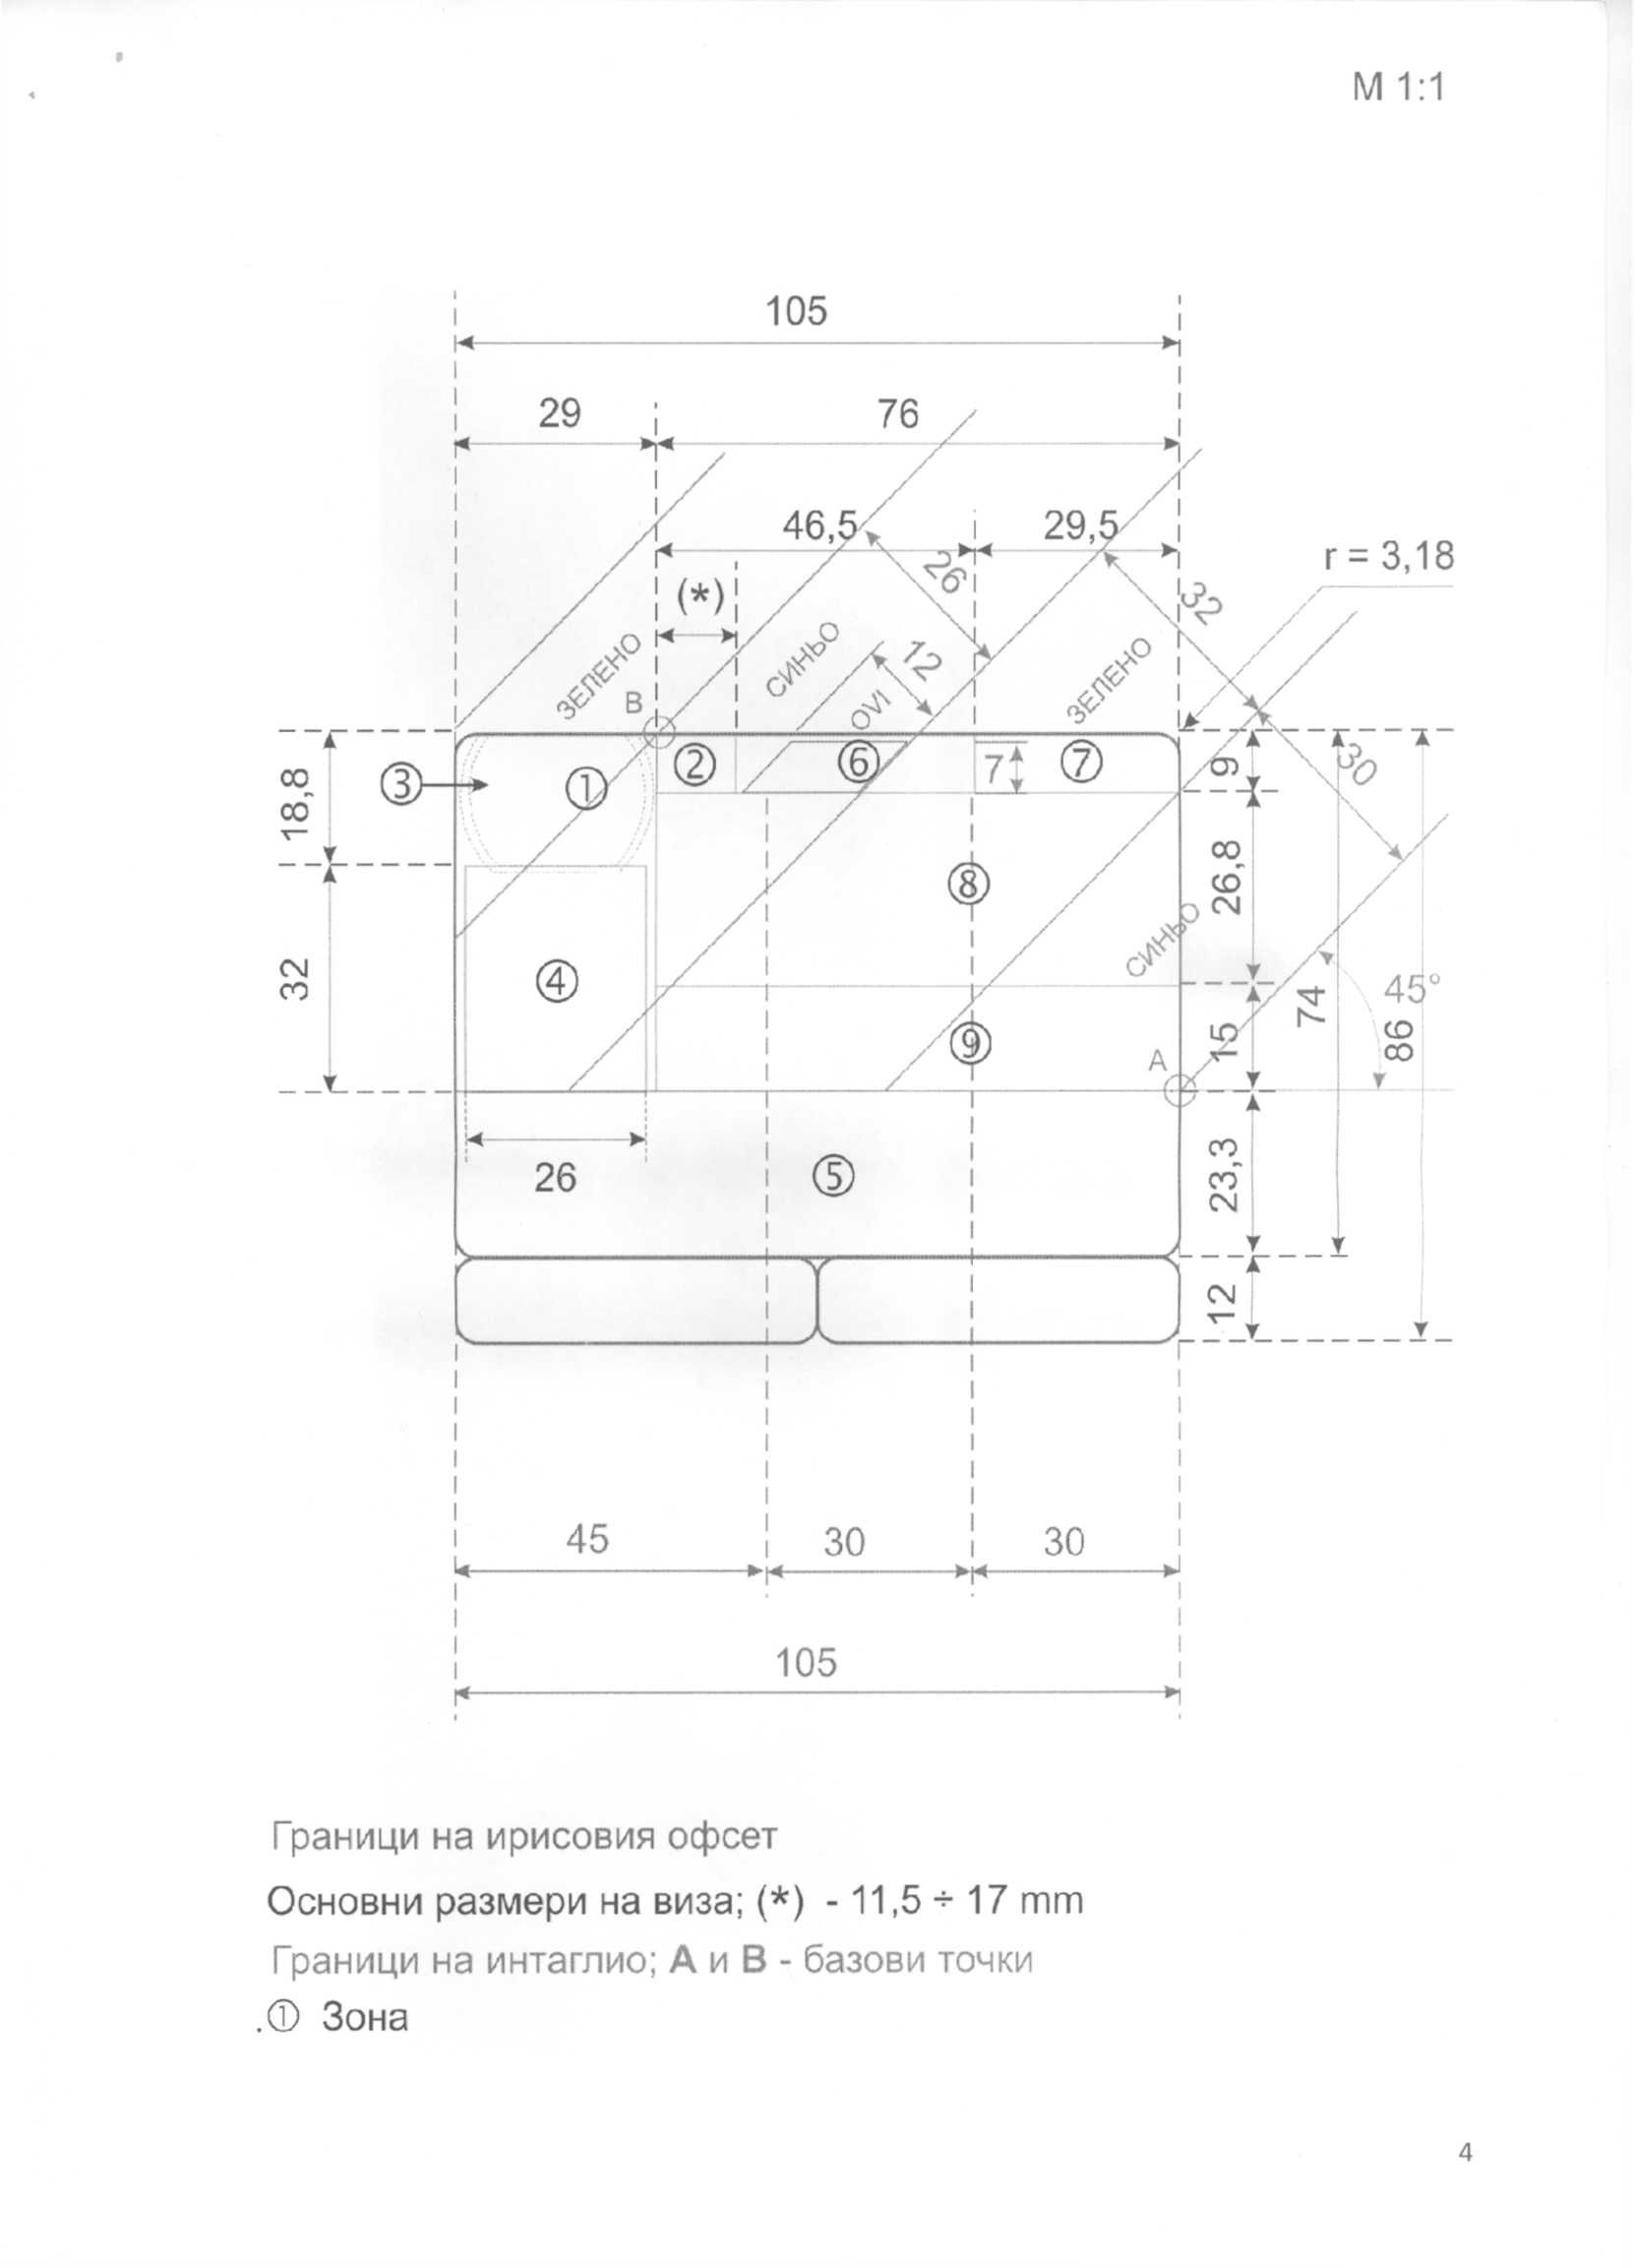 М 1:1
105
29
76
46,5
29,5
r = 3,18
(*)
26
32
ЗЕЛЕНО
СИНЬО
12
OVI
ЗЕЛЕНО
B
18,8
③
①
②
⑥
7
⑦
9
30
26,8
⑧
СИНЬО
32
④
⑨
A
15
74
45°
86
26
⑤
23,3
12
45
30
30
105
Граници на ирисовия офсет
Основни размери на виза; (*) - 11,5 ÷ 17 mm
Граници на интаглио; А и В - базови точки
.① Зона
4